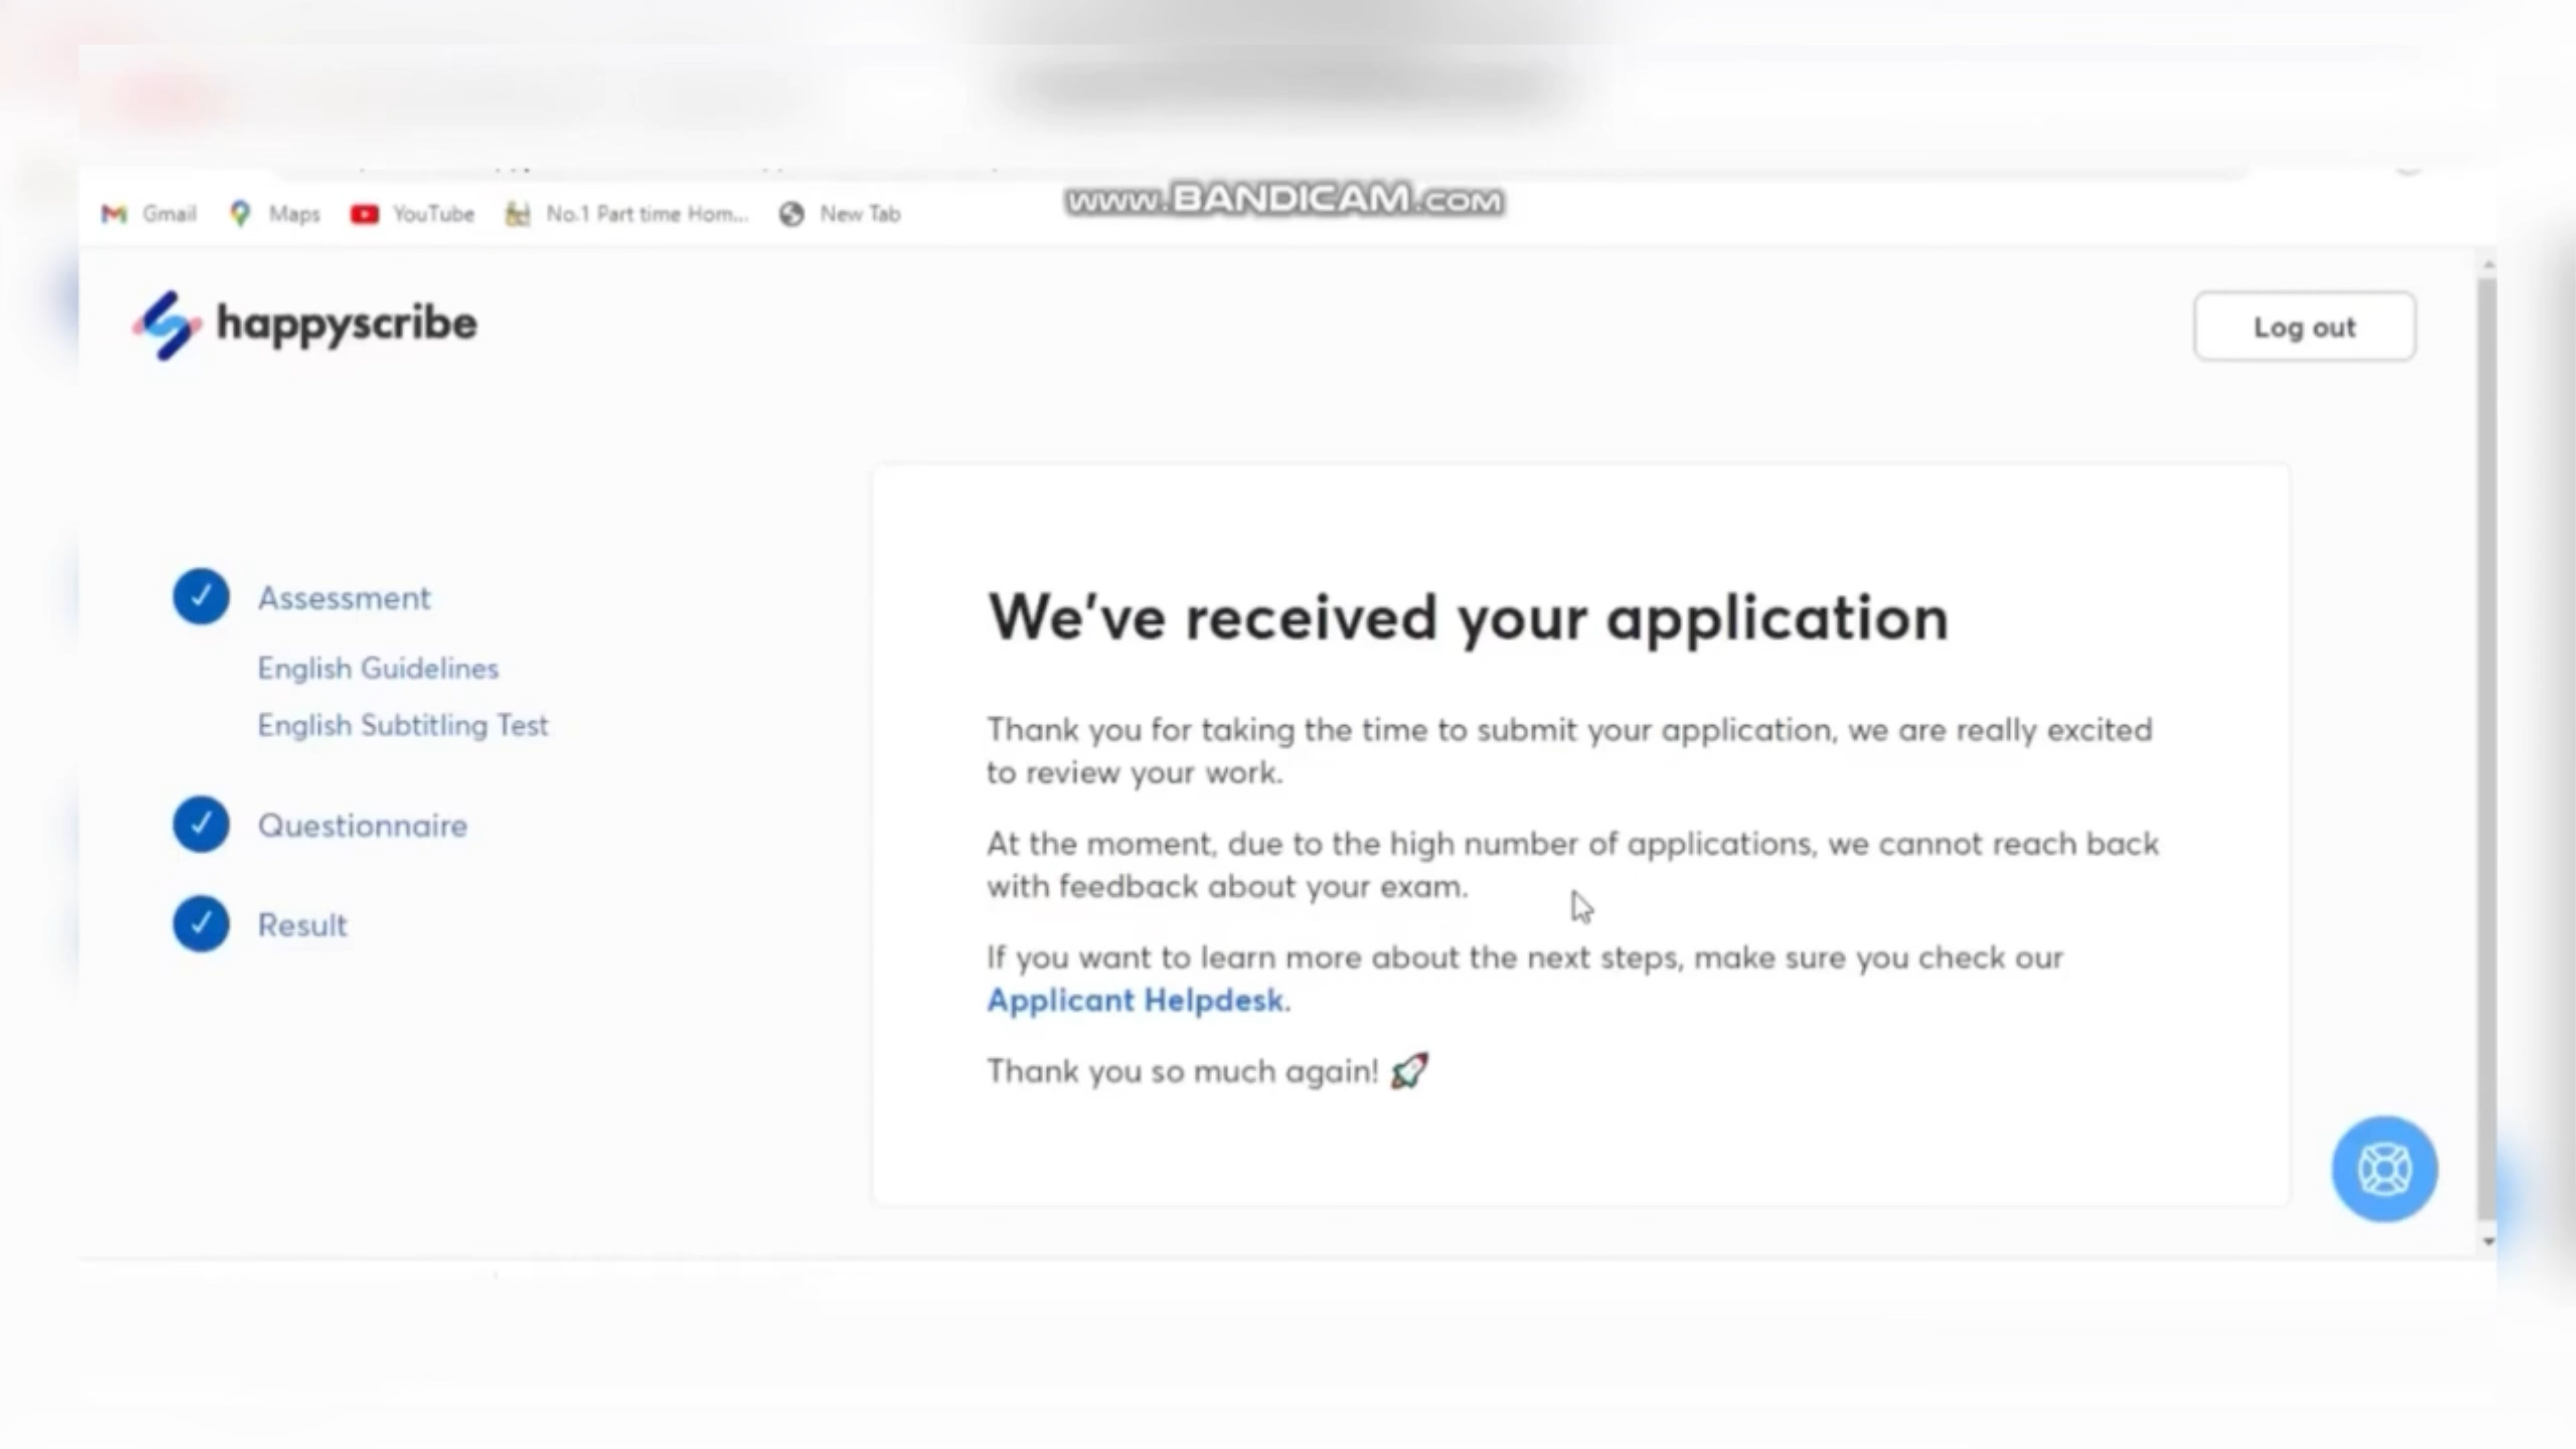 Gmail Maps YouTube No.1 Part time Hom... New Tab
www.BANDICAM.com
happyscribe
Log out
Assessment
English Guidelines
English Subtitling Test
Questionnaire
Result
We've received your application
Thank you for taking the time to submit your application, we are really excited
to review your work.
At the moment, due to the high number of applications, we cannot reach back
with feedback about your exam.
If you want to learn more about the next steps, make sure you check our
Applicant Helpdesk.
Thank you so much again! 🚀